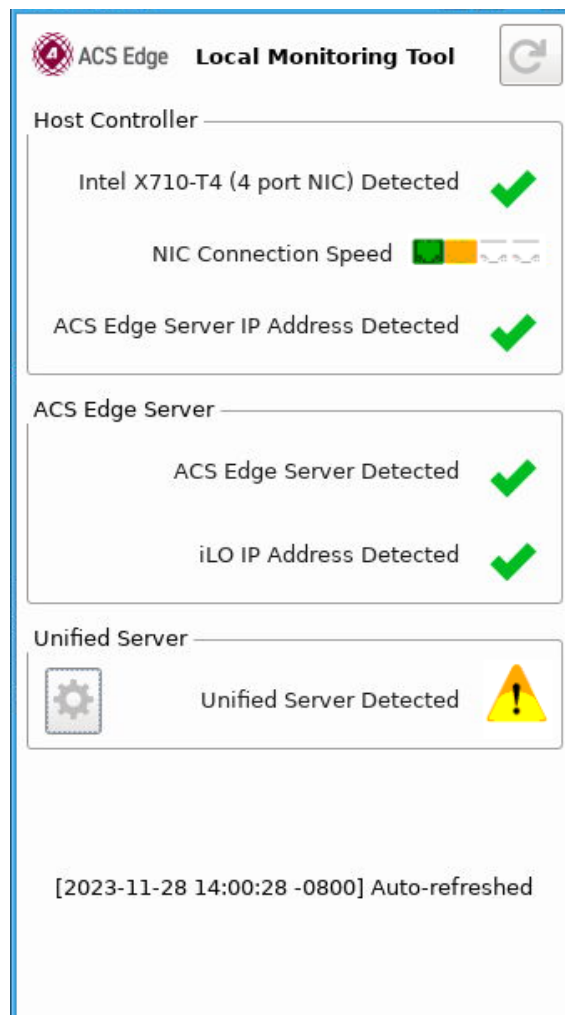 ACS Edge Local Monitoring Tool
Host Controller
Intel X710-T4 (4 port NIC) Detected
NIC Connection Speed
ACS Edge Server IP Address Detected
ACS Edge Server
ACS Edge Server Detected
iLO IP Address Detected
Unified Server
Unified Server Detected
[2023-11-28 14:00:28 -0800] Auto-refreshed